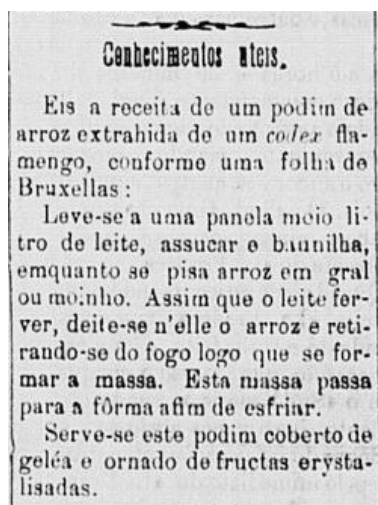 Conhecimentos uteis.
Eis a receita de um podim de
arroz extrahida de um codex fla-
mengo, conforme uma folha de
Bruxellas :
Leve-se a uma panela meio li-
tro de leite, assucar e baunilha,
emquanto se pisa arroz em gral
ou moinho. Assim que o leite fer-
ver, deite-se n'elle o arroz e reti-
rando-se do fogo logo que se for-
mar a massa. Esta massa passa
para a fôrma afim de esfriar.
Serve-se este podim coberto de
geléa e ornado de fructas crysta-
lisadas.